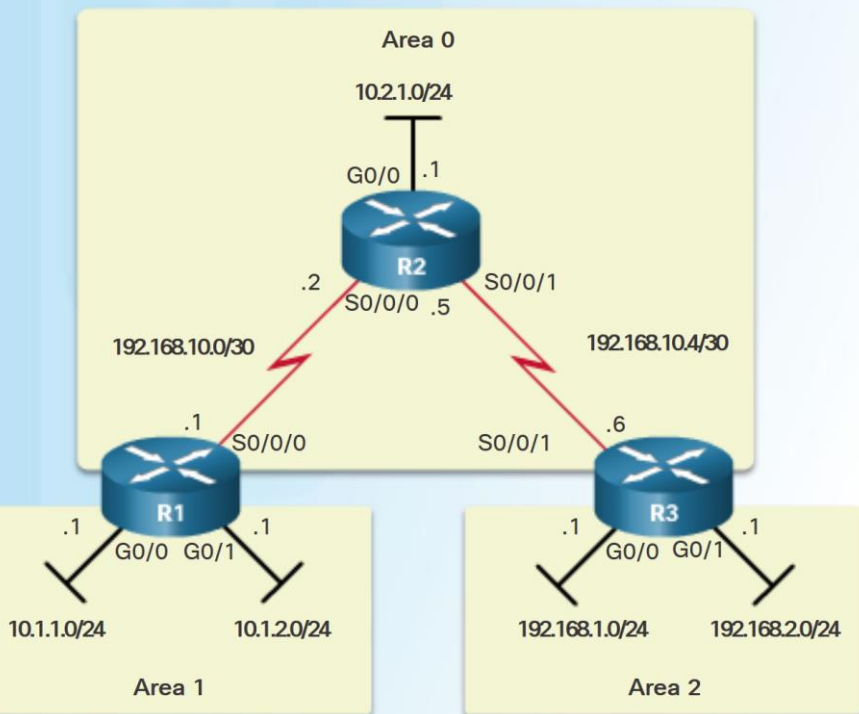 Area 0
10.2.1.0/24
G0/0 .1
R2
.2 S0/0/0 .5 S0/0/1
192.168.10.0/30 192.168.10.4/30
.1 S0/0/0 S0/0/1 .6
R1 R3
.1 G0/0 G0/1 .1 .1 G0/0 G0/1 .1
10.1.1.0/24 10.1.2.0/24 192.168.1.0/24 192.168.2.0/24
Area 1 Area 2